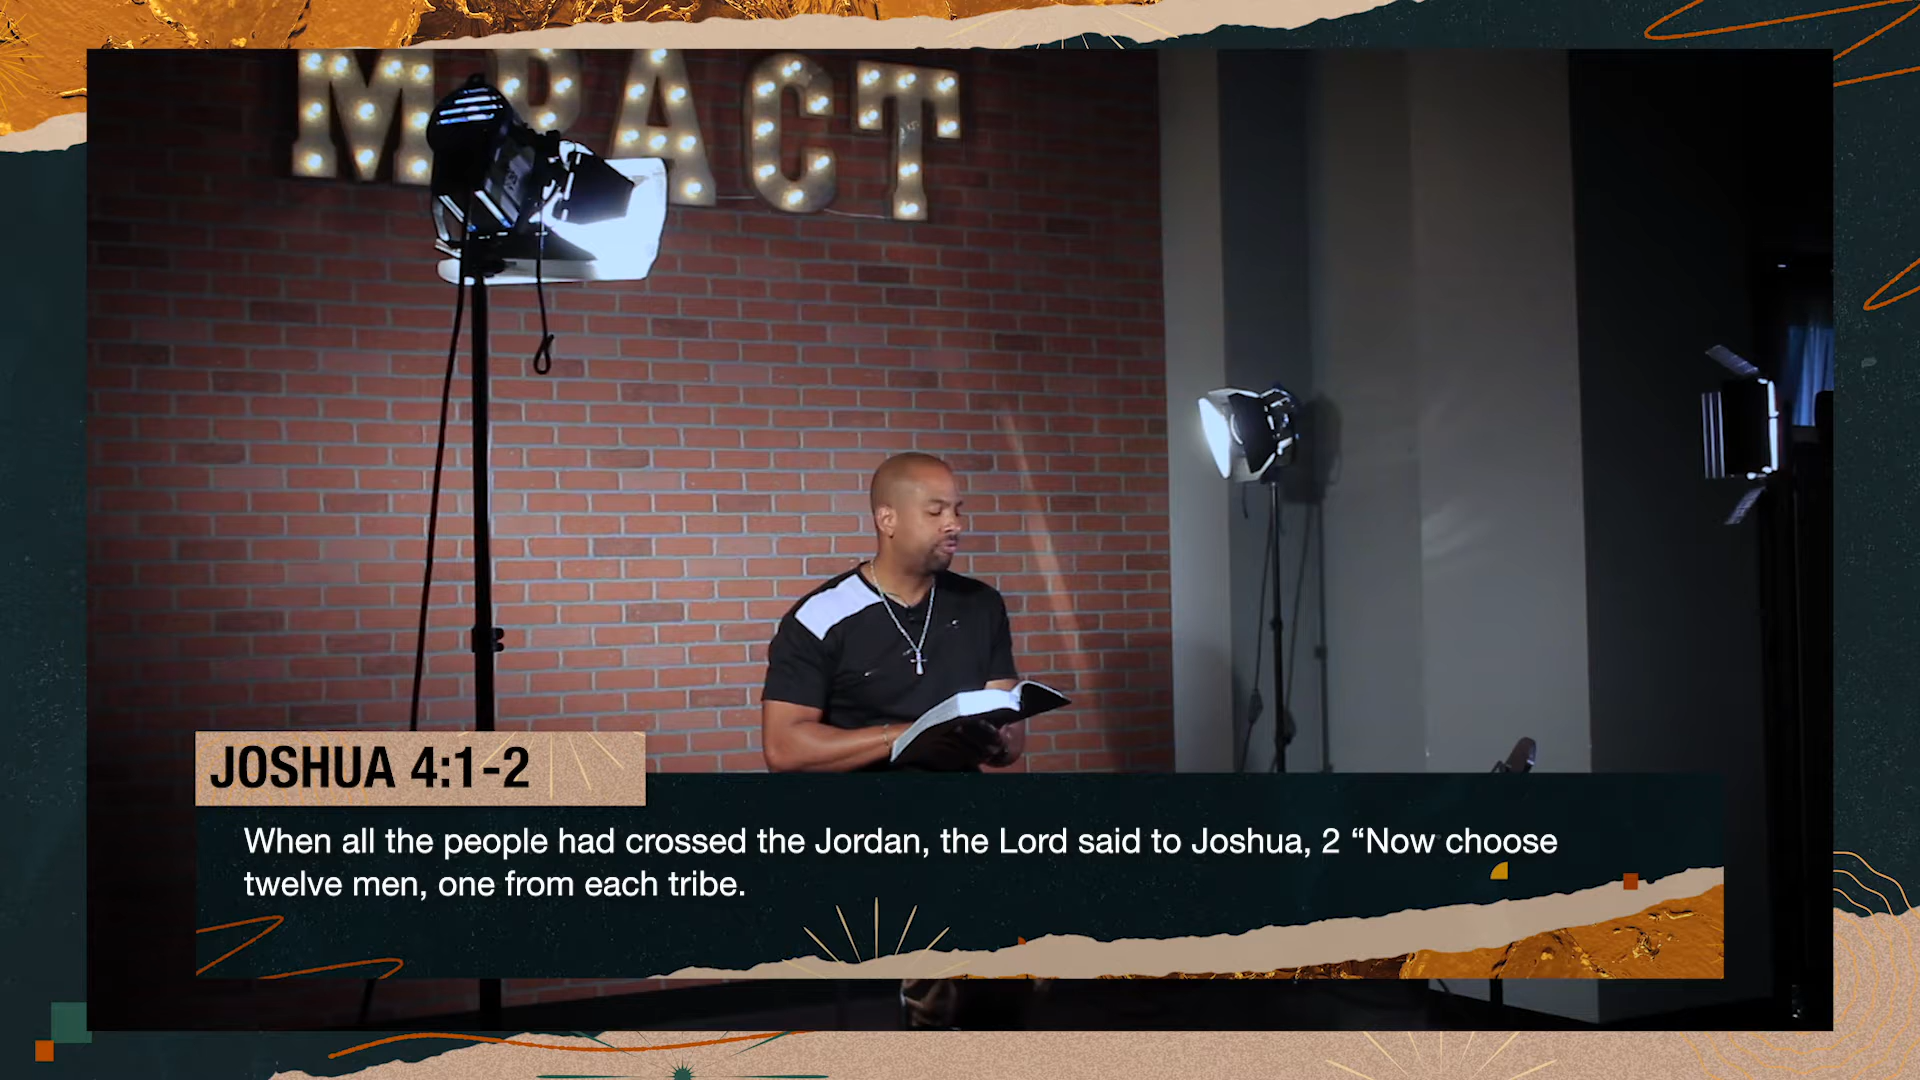 MPACT
JOSHUA 4:1-2
When all the people had crossed the Jordan, the Lord said to Joshua, 2 “Now choose
twelve men, one from each tribe.